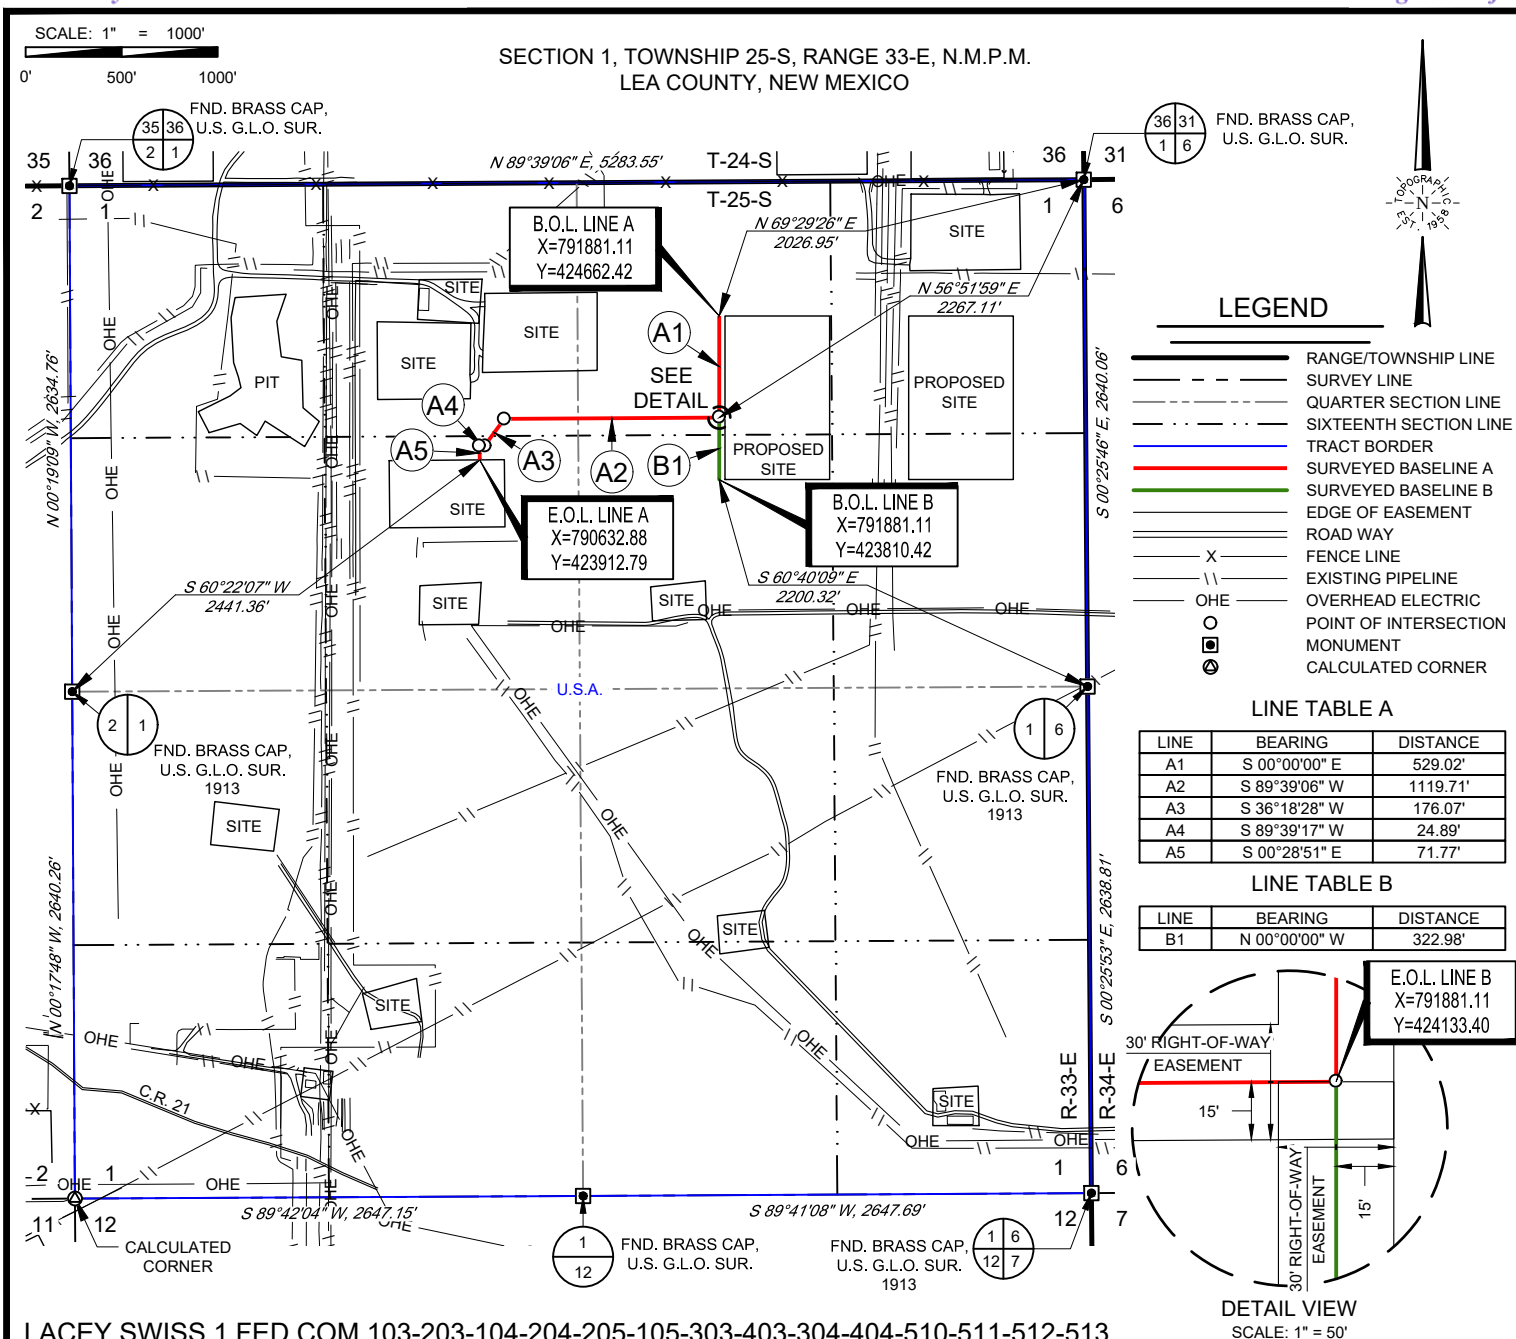 SCALE: 1" = 1000'
0' 500' 1000'
SECTION 1, TOWNSHIP 25-S, RANGE 33-E, N.M.P.M.
LEA COUNTY, NEW MEXICO
FND. BRASS CAP,
U.S. G.L.O. SUR.
35 36
2 1
36 31
1 6
FND. BRASS CAP,
U.S. G.L.O. SUR.
35 36
N 89°39'06" E, 5283.55'
T-24-S
36 31
2 1
T-25-S
1 6
TOPOGRAPHIC
N
EST. 1958
B.O.L. LINE A
X=791881.11
Y=424662.42
N 69°29'26" E
2026.95'
SITE
N 56°51'59" E
2267.11'
SITE
SITE
SITE
PIT
A1
SEE
DETAIL
PROPOSED
SITE
A4
A5
A3
A2
B1
PROPOSED
SITE
SITE
E.O.L. LINE A
X=790632.88
Y=423912.79
B.O.L. LINE B
X=791881.11
Y=423810.42
N 00°19'09" W, 2634.76'
S 00°25'46" E, 2640.06'
S 60°22'07" W
2441.36'
S 60°40'09" E
2200.32'
SITE
SITE
OHE OHE OHE
OHE
U.S.A.
2 1
FND. BRASS CAP,
U.S. G.L.O. SUR.
1913
1 6
FND. BRASS CAP,
U.S. G.L.O. SUR.
1913
SITE
N 00°17'48" W, 2640.26'
S 00°25'53" E, 2638.81'
SITE
SITE
OHE
OHE
C.R. 21
SITE
R-33-E
R-34-E
OHE OHE
2 1
1 6
OHE OHE
S 89°42'04" W, 2647.15'
S 89°41'08" W, 2647.69'
11 12
12 7
CALCULATED
CORNER
1
12
FND. BRASS CAP,
U.S. G.L.O. SUR.
FND. BRASS CAP,
U.S. G.L.O. SUR.
1913
1 6
12 7
LEGEND
RANGE/TOWNSHIP LINE
SURVEY LINE
QUARTER SECTION LINE
SIXTEENTH SECTION LINE
TRACT BORDER
SURVEYED BASELINE A
SURVEYED BASELINE B
EDGE OF EASEMENT
ROAD WAY
X FENCE LINE
\\ EXISTING PIPELINE
OHE OVERHEAD ELECTRIC
POINT OF INTERSECTION
MONUMENT
CALCULATED CORNER
LINE TABLE A
LINE BEARING DISTANCE
A1 S 00°00'00" E 529.02'
A2 S 89°39'06" W 1119.71'
A3 S 36°18'28" W 176.07'
A4 S 89°39'17" W 24.89'
A5 S 00°28'51" E 71.77'
LINE TABLE B
LINE BEARING DISTANCE
B1 N 00°00'00" W 322.98'
E.O.L. LINE B
X=791881.11
Y=424133.40
30' RIGHT-OF-WAY
EASEMENT
15'
30' RIGHT-OF-WAY
EASEMENT
15'
DETAIL VIEW
SCALE: 1" = 50'
LACEY SWISS 1 FED COM 103-203-104-204-205-105-303-403-304-404-510-511-512-513